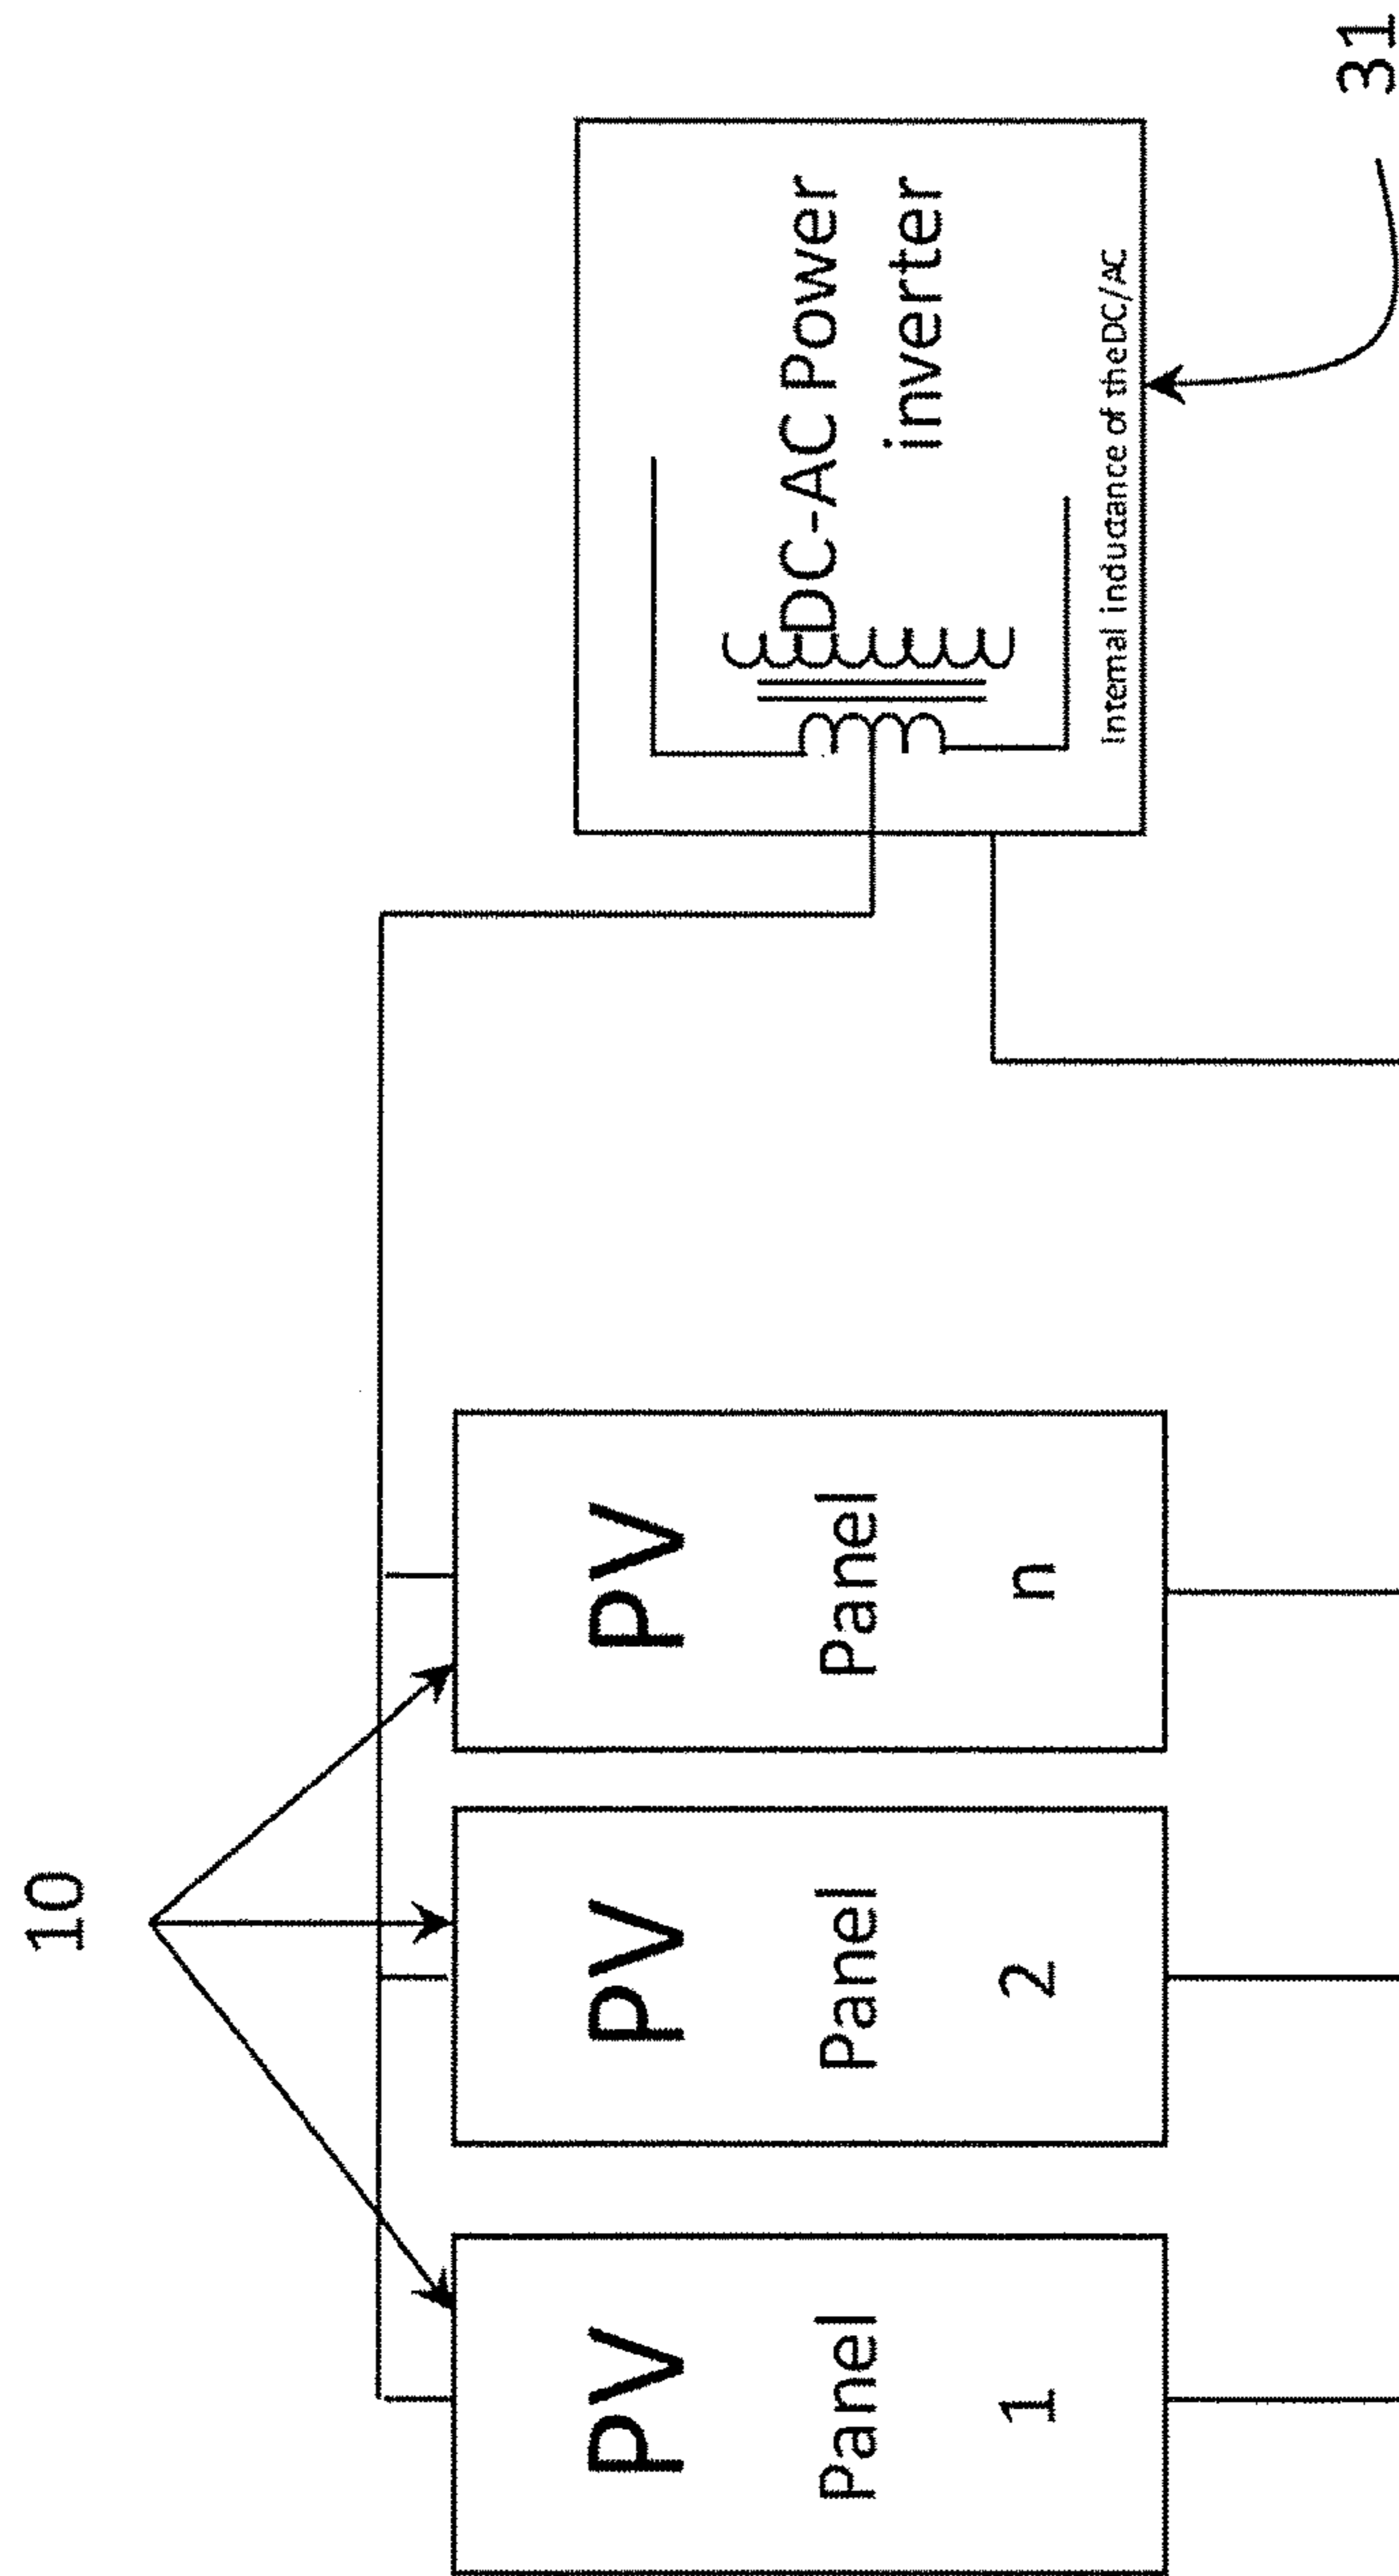 10
PV
Panel
1
PV
Panel
2
PV
Panel
n
DC-AC Power
inverter
Internal inductance of the DC/AC
31